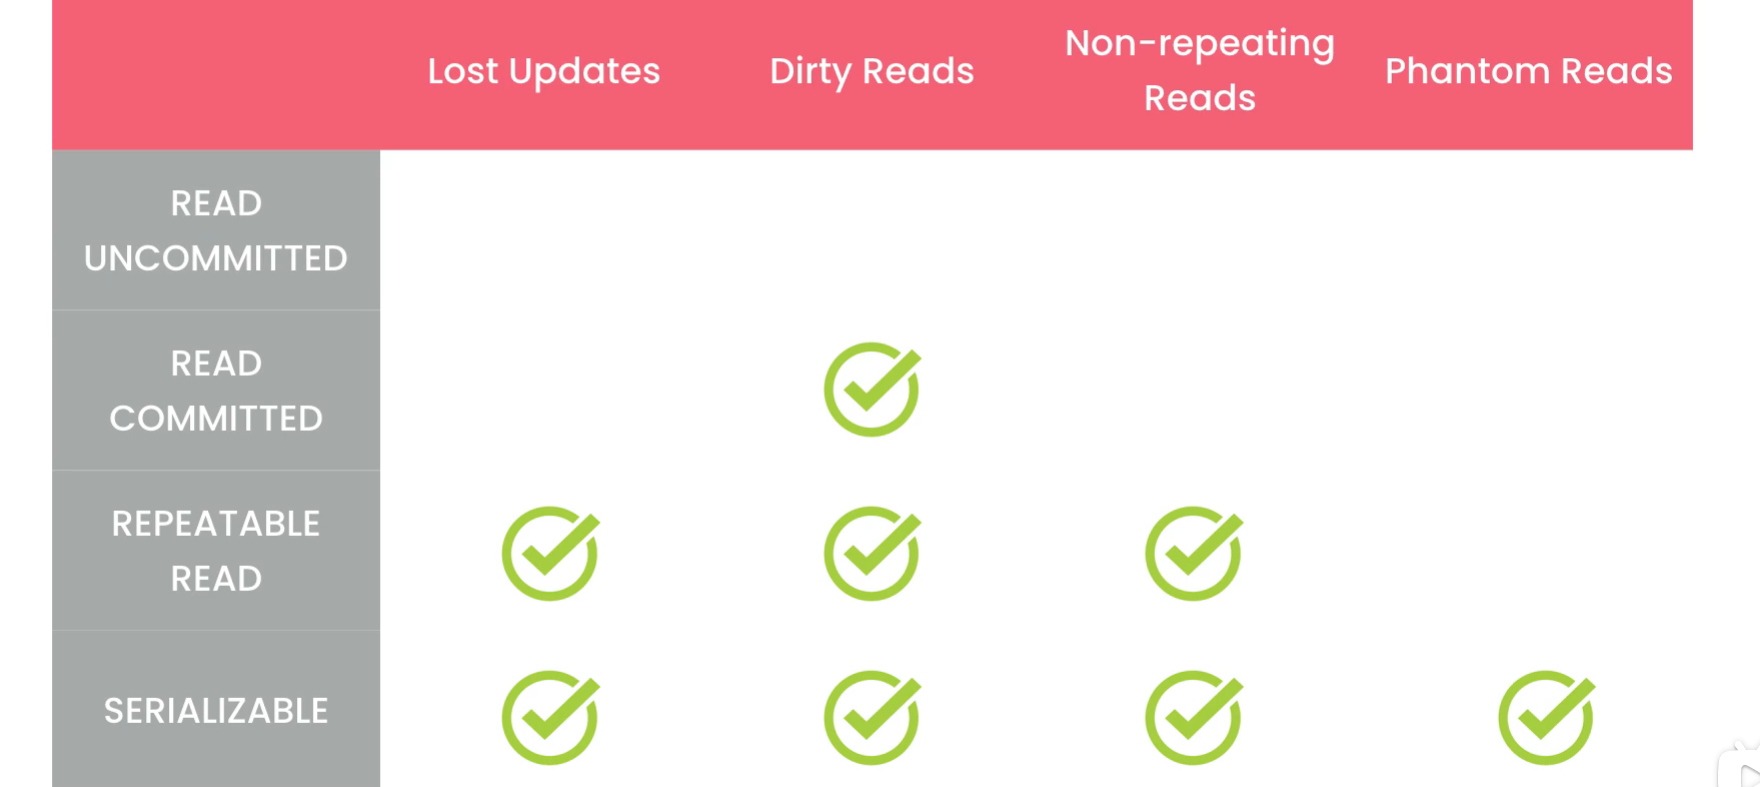 Lost Updates
Dirty Reads
Non-repeating
Reads
Phantom Reads
READ
UNCOMMITTED
READ
COMMITTED
REPEATABLE
READ
SERIALIZABLE